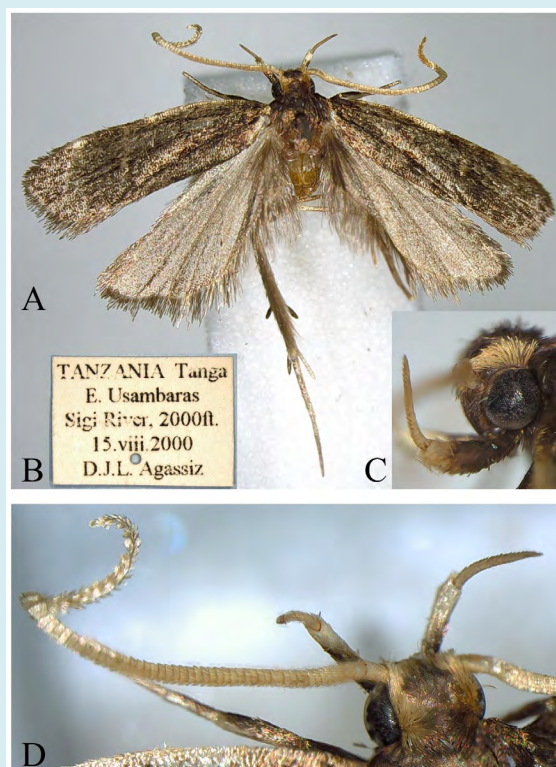 A
B
TANZANIA Tanga
E. Usambaras
Sigi River, 2000ft.
15.viii.2000
D.J.L. Agassiz
C
D